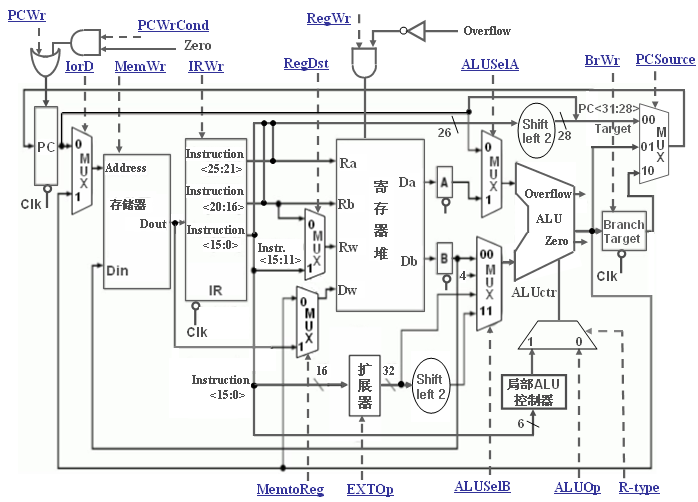 PCWr
PCWrCond
Zero
RegWr
Overflow
IorD
MemWr
IRWr
RegDst
ALUSelA
BrWr
PCSource
PC<31:28>
26
Shift
left 2
28
Target
00
01
10
MUX
PC
0
MUX
1
Address
存储器
Dout
Din
Clk
Instruction
<25:21>
Instruction
<20:16>
Instruction
<15:0>
IR
Clk
Instr.
<15:11>
0
MUX
1
0
MUX
1
Ra
Rb
Rw
Dw
寄存器堆
Da
Db
A
B
0
MUX
1
00
4
MUX
11
Overflow
ALU
Zero
ALUctr
Branch
Target
Clk
1
0
局部ALU
控制器
6
Instruction
<15:0>
16
扩展器
32
Shift
left 2
MemtoReg
EXTOp
ALUSelB
ALUOp
R-type